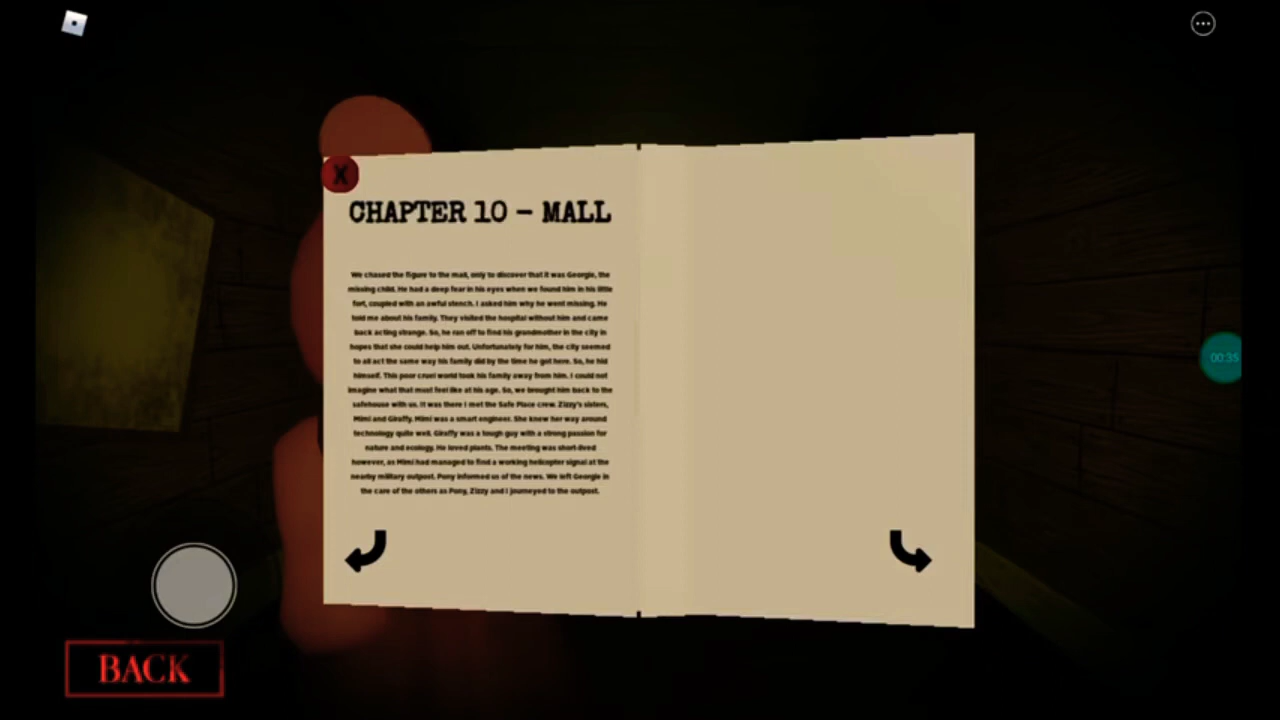 X
CHAPTER 10 - MALL
We chased the figure to the mall, only to discover that it was Georgie, the
missing child. He had a deep fear in his eyes when we found him in his little
fort, coupled with an awful stench. I asked him why he went missing. He
told me about his family. They visited the hospital without him and came
back acting strange. So, he ran off to find his grandmother in the city in
hopes that she could help him out. Unfortunately for him, the city seemed
to all act the same way his family did by the time he got here. So, he hid
himself. This poor cruel world took his family away from him. I could not
imagine what that must feel like at his age. So, we brought him back to the
safehouse with us. It was there I met the Safe Place crew. Zizzy's sisters,
Mimi and Giraffy. Mimi was a smart engineer. She knew her way around
technology quite well. Giraffy was a tough guy with a strong passion for
nature and ecology. He loved plants. The meeting was short-lived
however, as Mimi had managed to find a working helicopter signal at the
nearby military outpost. Pony informed us of the news. We left Georgie in
the care of the others as Pony, Zizzy and I journeyed to the outpost.
00:35
BACK